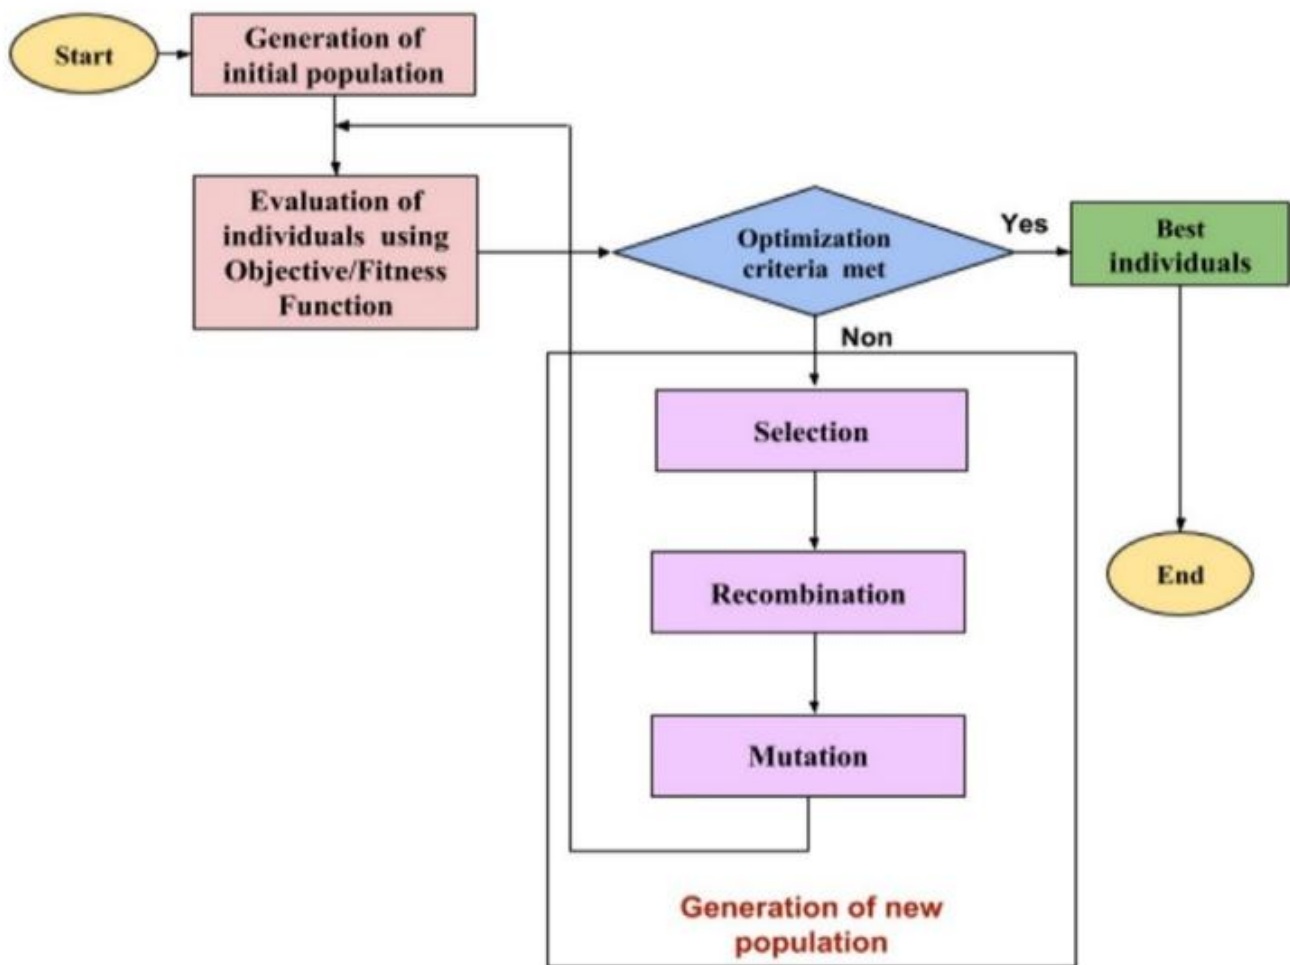 Start
Generation of
initial population
Evaluation of
individuals using
Objective/Fitness
Function
Optimization
criteria met
Yes
Best
individuals
Non
Selection
Recombination
End
Mutation
Generation of new
population